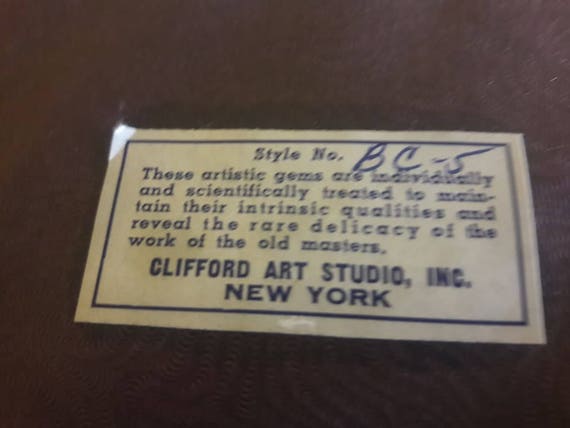 Style No. BC-5
These artistic gems are individually
and scientifically treated to main-
tain their intrinsic qualities and
reveal the rare delicacy of the
work of the old masters.
CLIFFORD ART STUDIO, INC.
NEW YORK